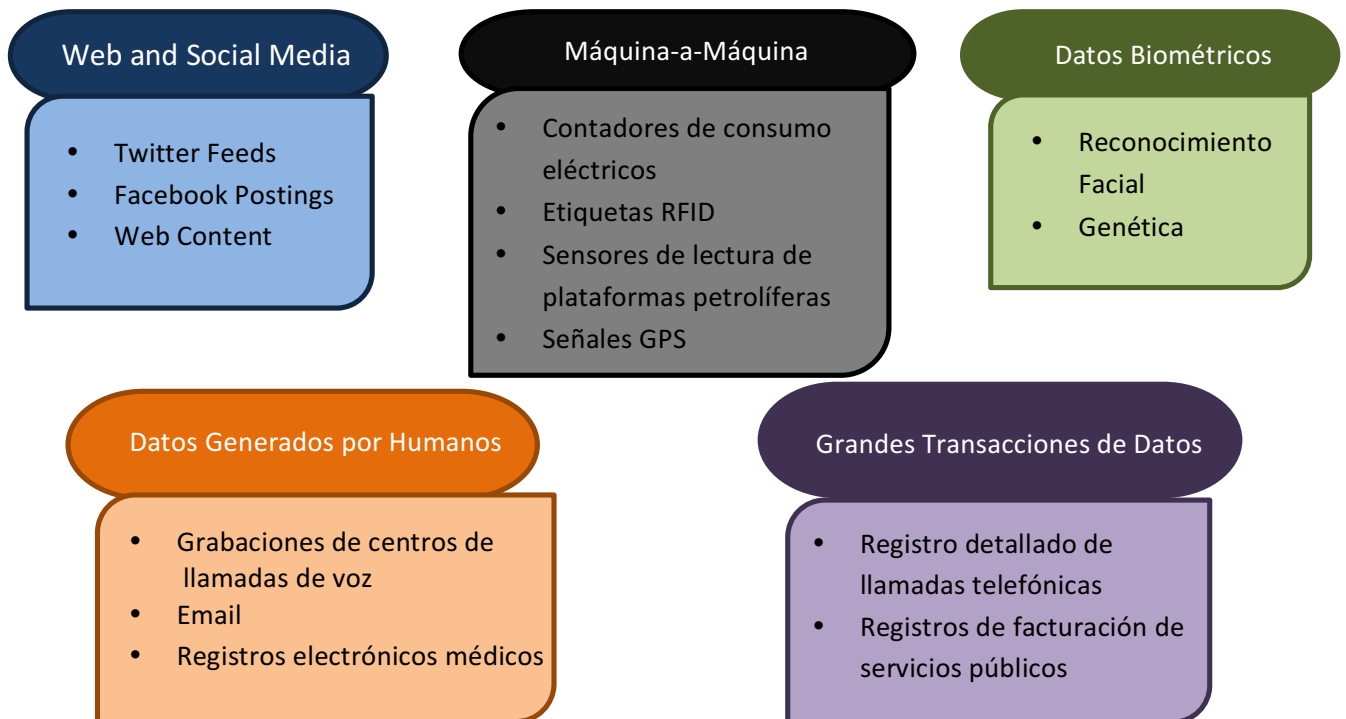 Web and Social Media
• Twitter Feeds
• Facebook Postings
• Web Content
Máquina-a-Máquina
• Contadores de consumo
eléctricos
• Etiquetas RFID
• Sensores de lectura de
plataformas petrolíferas
• Señales GPS
Datos Biométricos
• Reconocimiento
Facial
• Genética
Datos Generados por Humanos
• Grabaciones de centros de
llamadas de voz
• Email
• Registros electrónicos médicos
Grandes Transacciones de Datos
• Registro detallado de
llamadas telefónicas
• Registros de facturación de
servicios públicos